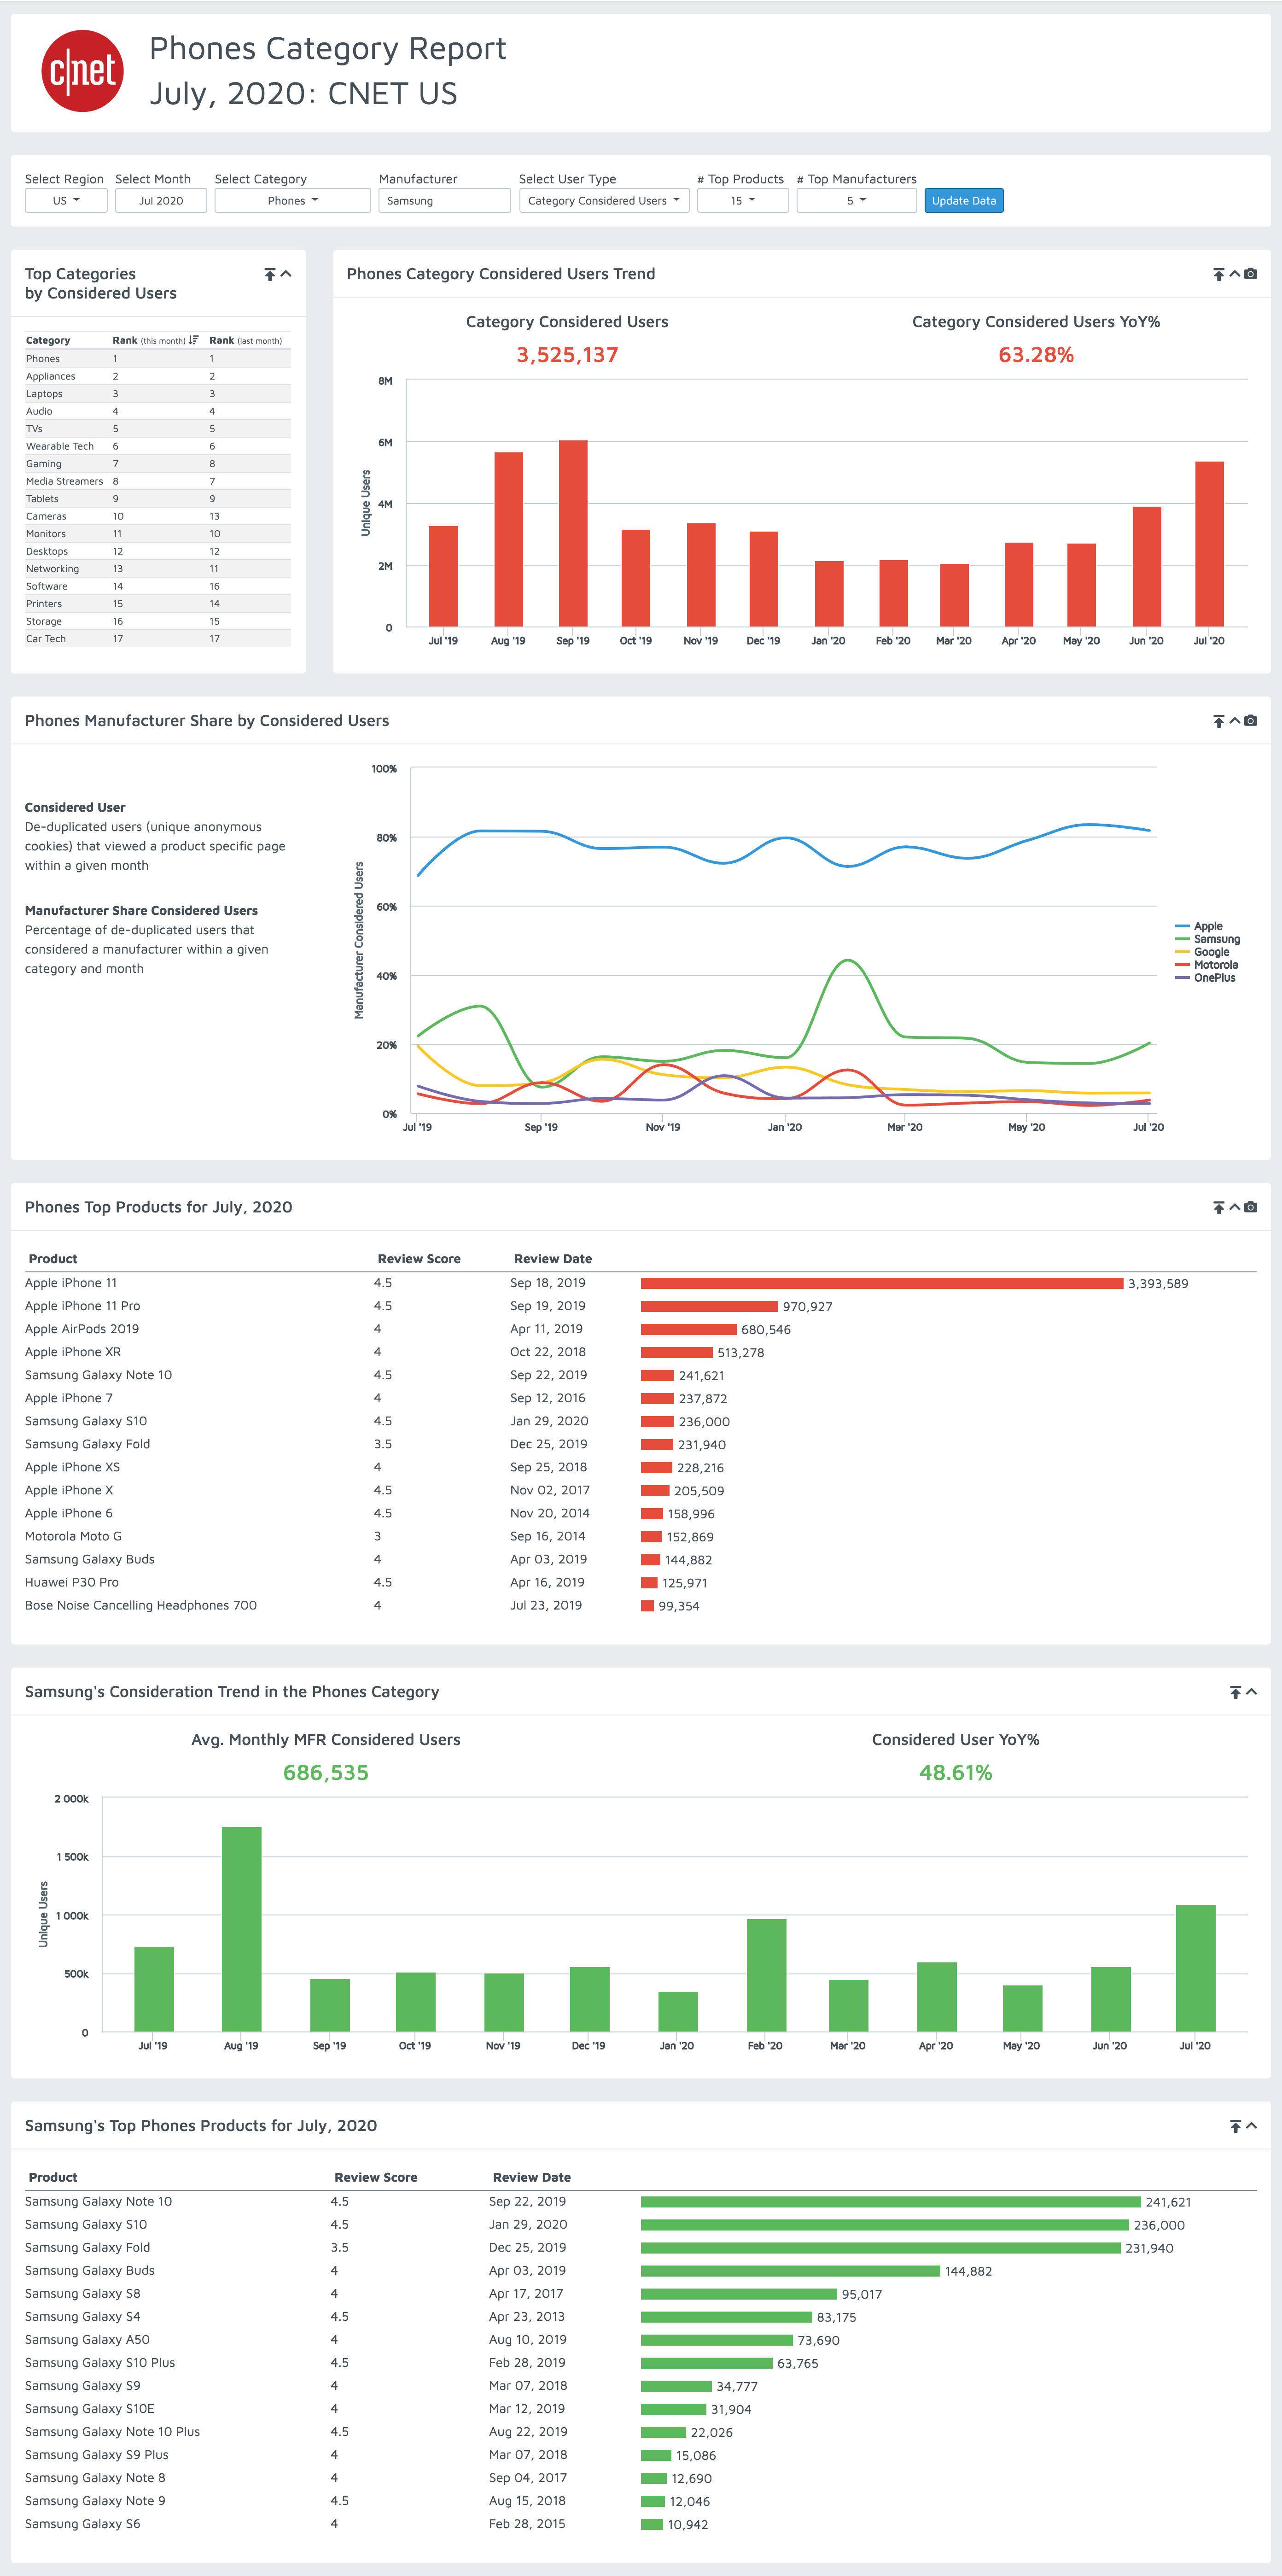 c|net
Phones Category Report
July, 2020: CNET US
Select Region Select Month Select Category Manufacturer Select User Type # Top Products # Top Manufacturers
US Jul 2020 Phones Samsung Category Considered Users 15 5 Update Data
Top Categories
by Considered Users
Category Rank (this month) Rank (last month)
Phones 1 1
Appliances 2 2
Laptops 3 3
Audio 4 4
TVs 5 5
Wearable Tech 6 6
Gaming 7 8
Media Streamers 8 7
Tablets 9 9
Cameras 10 13
Monitors 11 10
Desktops 12 12
Networking 13 11
Software 14 16
Printers 15 14
Storage 16 15
Car Tech 17 17
Phones Category Considered Users Trend
Category Considered Users Category Considered Users YoY%
3,525,137 63.28%
8M
6M
4M
2M
0
Unique Users
Jul '19 Aug '19 Sep '19 Oct '19 Nov '19 Dec '19 Jan '20 Feb '20 Mar '20 Apr '20 May '20 Jun '20 Jul '20
Phones Manufacturer Share by Considered Users
Considered User
De-duplicated users (unique anonymous
cookies) that viewed a product specific page
within a given month
Manufacturer Share Considered Users
Percentage of de-duplicated users that
considered a manufacturer within a given
category and month
Manufacturer Considered Users
100%
80%
60%
40%
20%
0%
Jul '19 Sep '19 Nov '19 Jan '20 Mar '20 May '20 Jul '20
Apple
Samsung
Google
Motorola
OnePlus
Phones Top Products for July, 2020
Product Review Score Review Date
Apple iPhone 11 4.5 Sep 18, 2019 3,393,589
Apple iPhone 11 Pro 4.5 Sep 19, 2019 970,927
Apple AirPods 2019 4 Apr 11, 2019 680,546
Apple iPhone XR 4 Oct 22, 2018 513,278
Samsung Galaxy Note 10 4.5 Sep 22, 2019 241,621
Apple iPhone 7 4 Sep 12, 2016 237,872
Samsung Galaxy S10 4.5 Jan 29, 2020 236,000
Samsung Galaxy Fold 3.5 Dec 25, 2019 231,940
Apple iPhone XS 4 Sep 25, 2018 228,216
Apple iPhone X 4.5 Nov 02, 2017 205,509
Apple iPhone 6 4.5 Nov 20, 2014 158,996
Motorola Moto G 3 Sep 16, 2014 152,869
Samsung Galaxy Buds 4 Apr 03, 2019 144,882
Huawei P30 Pro 4.5 Apr 16, 2019 125,971
Bose Noise Cancelling Headphones 700 4 Jul 23, 2019 99,354
Samsung's Consideration Trend in the Phones Category
Avg. Monthly MFR Considered Users Considered User YoY%
686,535 48.61%
2 000k
1 500k
1 000k
500k
0
Unique Users
Jul '19 Aug '19 Sep '19 Oct '19 Nov '19 Dec '19 Jan '20 Feb '20 Mar '20 Apr '20 May '20 Jun '20 Jul '20
Samsung's Top Phones Products for July, 2020
Product Review Score Review Date
Samsung Galaxy Note 10 4.5 Sep 22, 2019 241,621
Samsung Galaxy S10 4.5 Jan 29, 2020 236,000
Samsung Galaxy Fold 3.5 Dec 25, 2019 231,940
Samsung Galaxy Buds 4 Apr 03, 2019 144,882
Samsung Galaxy S8 4 Apr 17, 2017 95,017
Samsung Galaxy S4 4.5 Apr 23, 2013 83,175
Samsung Galaxy A50 4 Aug 10, 2019 73,690
Samsung Galaxy S10 Plus 4.5 Feb 28, 2019 63,765
Samsung Galaxy S9 4 Mar 07, 2018 34,777
Samsung Galaxy S10E 4 Mar 12, 2019 31,904
Samsung Galaxy Note 10 Plus 4.5 Aug 22, 2019 22,026
Samsung Galaxy S9 Plus 4 Mar 07, 2018 15,086
Samsung Galaxy Note 8 4 Sep 04, 2017 12,690
Samsung Galaxy Note 9 4.5 Aug 15, 2018 12,046
Samsung Galaxy S6 4 Feb 28, 2015 10,942